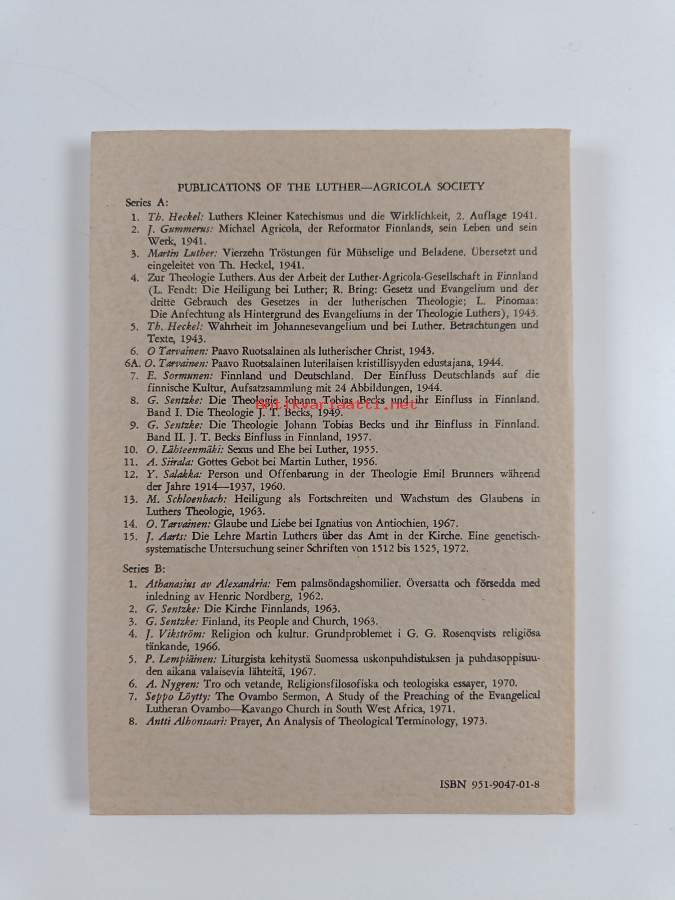 PUBLICATIONS OF THE LUTHER—AGRICOLA SOCIETY
Series A:
1. Th. Heckel: Luthers Kleiner Katechismus und die Wirklichkeit, 2. Auflage 1941.
2. J. Gummerus: Michael Agricola, der Reformator Finnlands, sein Leben und sein
Werk, 1941.
3. Martin Luther: Vierzehn Tröstungen für Mühselige und Beladene. Übersetzt und
eingeleitet von Th. Heckel, 1941.
4. Zur Theologie Luthers. Aus der Arbeit der Luther-Agricola-Gesellschaft in Finnland
(L. Fendt: Die Heiligung bei Luther; R. Bring: Gesetz und Evangelium und der
dritte Gebrauch des Gesetzes in der lutherischen Theologie; L. Pinomaa:
Die Anfechtung als Hintergrund des Evangeliums in der Theologie Luthers), 1943.
5. Th. Heckel: Wahrheit im Johannesevangelium und bei Luther. Betrachtungen und
Texte, 1943.
6. O Tarvainen: Paavo Ruotsalainen als lutherischer Christ, 1943.
6A. O. Tarvainen: Paavo Ruotsalainen luterilaisen kristillisyyden edustajana, 1944.
7. E. Sormunen: Finnland und Deutschland. Der Einfluss Deutschlands auf die
finnische Kultur, Aufsatzsammlung mit 24 Abbildungen, 1944.
8. G. Sentzke: Die Theologie Johann Tobias Becks und ihr Einfluss in Finnland.
antikvariaatti.net
Band I. Die Theologie J. T. Becks, 1949.
9. G. Sentzke: Die Theologie Johann Tobias Becks und ihr Einfluss in Finnland.
Band II. J. T. Becks Einfluss in Finnland, 1957.
10. O. Lähteenmäki: Sexus und Ehe bei Luther, 1955.
11. A. Siirala: Gottes Gebot bei Martin Luther, 1956.
12. Y. Salakka: Person und Offenbarung in der Theologie Emil Brunners während
der Jahre 1914—1937, 1960.
13. M. Schloenbach: Heiligung als Fortschreiten und Wachstum des Glaubens in
Luthers Theologie, 1963.
14. O. Tarvainen: Glaube und Liebe bei Ignatius von Antiochien, 1967.
15. J. Aarts: Die Lehre Martin Luthers über das Amt in der Kirche. Eine genetisch-
systematische Untersuchung seiner Schriften von 1512 bis 1525, 1972.
Series B:
1. Athanasius av Alexandria: Fem palmsöndagshomilier. Översatta och försedda med
inledning av Henric Nordberg, 1962.
2. G. Sentzke: Die Kirche Finnlands, 1963.
3. G. Sentzke: Finland, its People and Church, 1963.
4. J. Vikström: Religion och kultur. Grundproblemet i G. G. Rosenqvists religiösa
tänkande, 1966.
5. P. Lempiäinen: Liturgista kehitystä Suomessa uskonpuhdistuksen ja puhdasoppisuu-
den aikana valaisevia lähteitä, 1967.
6. A. Nygren: Tro och vetande, Religionsfilosofiska och teologiska essayer, 1970.
7. Seppo Löytty: The Ovambo Sermon, A Study of the Preaching of the Evangelical
Lutheran Ovambo—Kavango Church in South West Africa, 1971.
8. Antti Alhonsaari: Prayer, An Analysis of Theological Terminology, 1973.
ISBN 951-9047-01-8